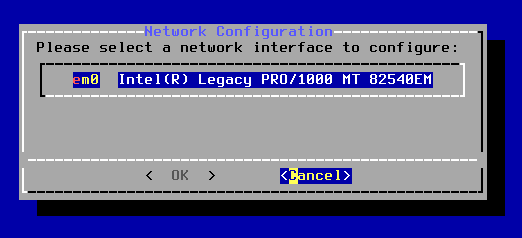 Network Configuration
Please select a network interface to configure:
em0 Intel(R) Legacy PRO/1000 MT 82540EM
< OK > <Cancel>